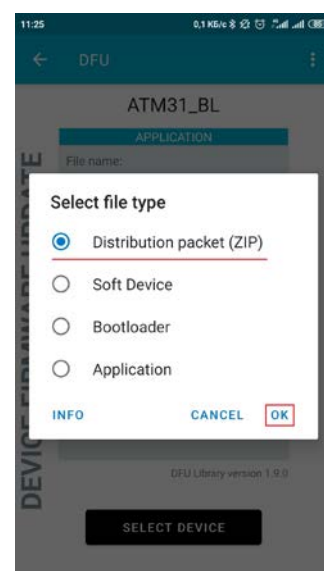 11:25
0,1 КБ/с
DFU
ATM31_BL
APPLICATION
File name:
Select file type
Distribution packet (ZIP)
Soft Device
Bootloader
Application
INFO
CANCEL
OK
DEVICE FIRMWARE UPDATE
DFU Library version 1.9.0
SELECT DEVICE